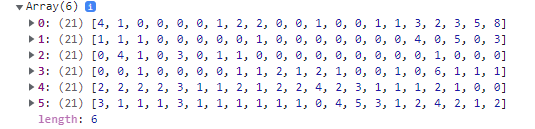 ▼ Array(6) i
▶ 0: (21) [4, 1, 0, 0, 0, 0, 1, 2, 2, 0, 0, 1, 0, 0, 1, 1, 3, 2, 3, 5, 8]
▶ 1: (21) [1, 1, 1, 0, 0, 0, 0, 0, 1, 0, 0, 0, 0, 0, 0, 0, 4, 0, 5, 0, 3]
▶ 2: (21) [0, 4, 1, 0, 3, 0, 1, 1, 0, 0, 0, 0, 0, 0, 0, 0, 0, 1, 0, 0, 0]
▶ 3: (21) [0, 0, 1, 0, 0, 0, 0, 1, 1, 2, 1, 2, 1, 0, 0, 1, 0, 6, 1, 1, 1]
▶ 4: (21) [2, 2, 2, 2, 3, 1, 1, 2, 1, 2, 2, 4, 2, 3, 1, 1, 1, 2, 1, 0, 0]
▶ 5: (21) [3, 1, 1, 1, 3, 1, 1, 1, 1, 1, 1, 0, 4, 5, 3, 1, 2, 4, 2, 1, 2]
length: 6